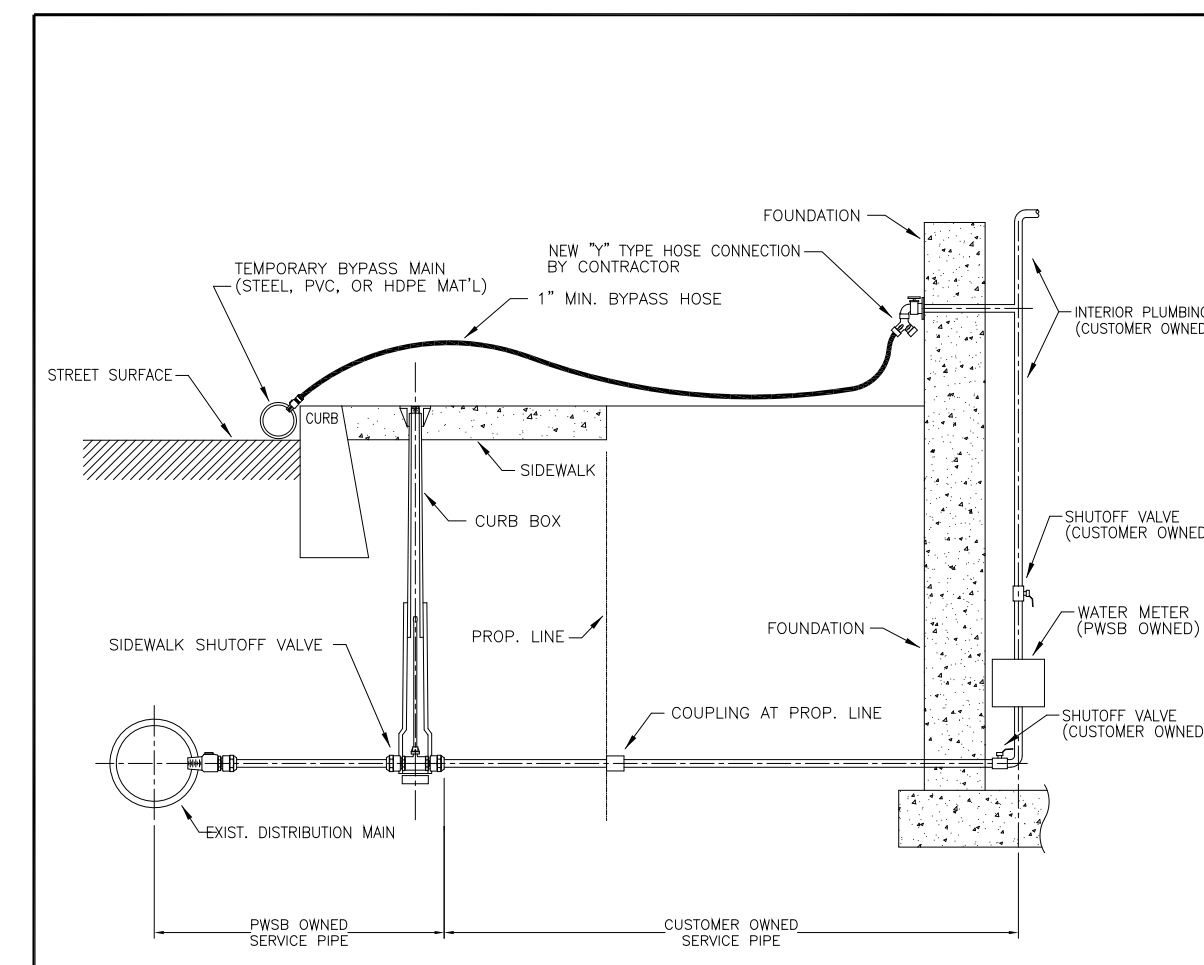 FOUNDATION
NEW "Y" TYPE HOSE CONNECTION
BY CONTRACTOR
TEMPORARY BYPASS MAIN
(STEEL, PVC, OR HDPE MAT'L)
1" MIN. BYPASS HOSE
INTERIOR PLUMBING
(CUSTOMER OWNED
STREET SURFACE
CURB
SIDEWALK
CURB BOX
SHUTOFF VALVE
(CUSTOMER OWNED
WATER METER
(PWSB OWNED)
SIDEWALK SHUTOFF VALVE
PROP. LINE
FOUNDATION
COUPLING AT PROP. LINE
SHUTOFF VALVE
(CUSTOMER OWNED
EXIST. DISTRIBUTION MAIN
PWSB OWNED
SERVICE PIPE
CUSTOMER OWNED
SERVICE PIPE